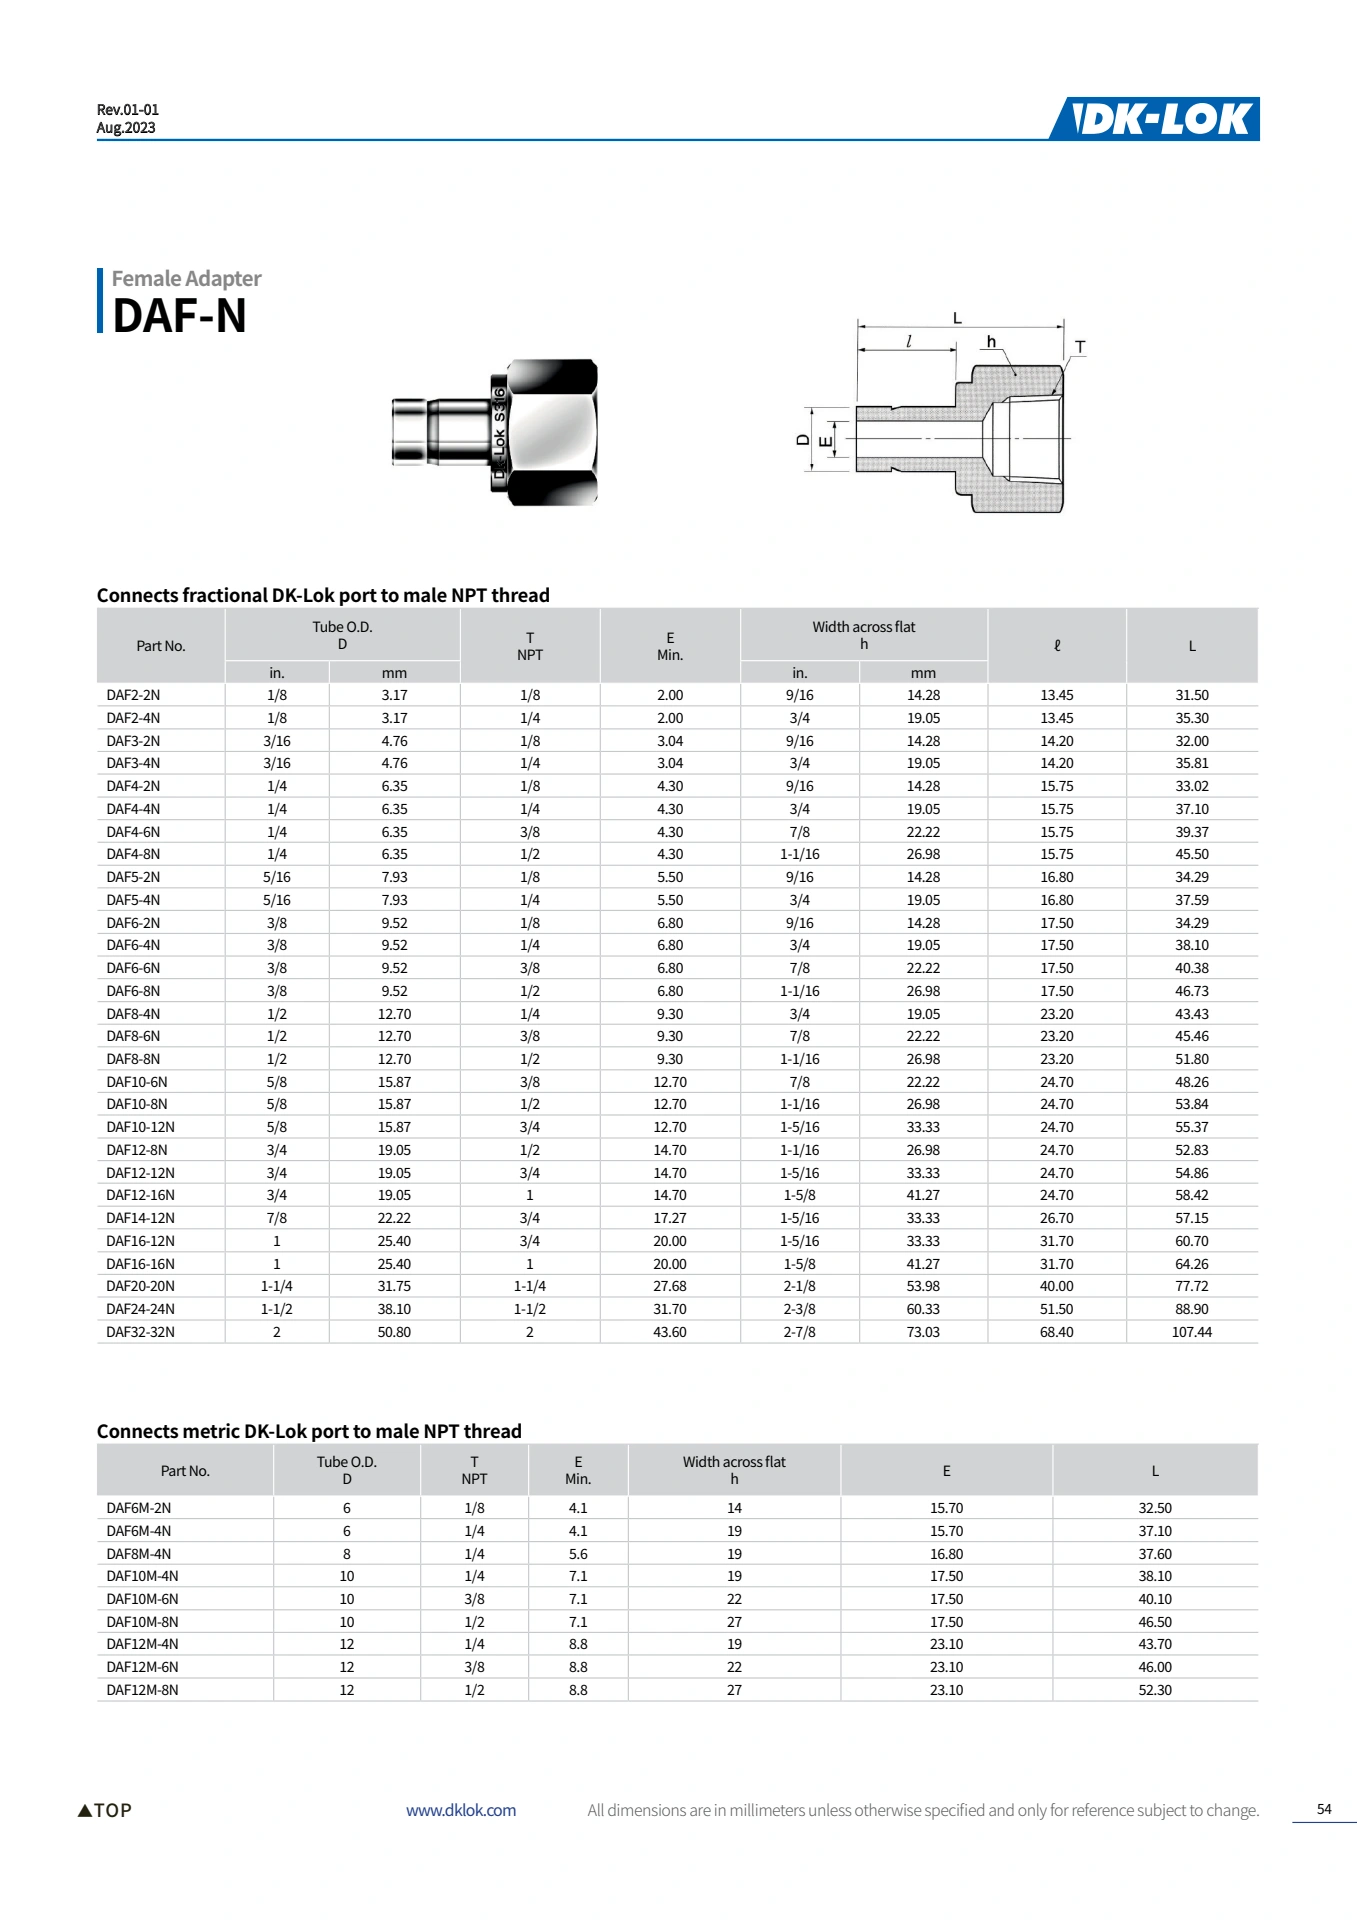 Rev.01-01
Aug.2023
DK-LOK
Female Adapter
DAF-N
DK-Lok S316
L
l
h
T
D
E
Connects fractional DK-Lok port to male NPT thread
Part No. Tube O.D. D T NPT E Min. Width across flat h ℓ L
in. mm in. mm
DAF2-2N 1/8 3.17 1/8 2.00 9/16 14.28 13.45 31.50
DAF2-4N 1/8 3.17 1/4 2.00 3/4 19.05 13.45 35.30
DAF3-2N 3/16 4.76 1/8 3.04 9/16 14.28 14.20 32.00
DAF3-4N 3/16 4.76 1/4 3.04 3/4 19.05 14.20 35.81
DAF4-2N 1/4 6.35 1/8 4.30 9/16 14.28 15.75 33.02
DAF4-4N 1/4 6.35 1/4 4.30 3/4 19.05 15.75 37.10
DAF4-6N 1/4 6.35 3/8 4.30 7/8 22.22 15.75 39.37
DAF4-8N 1/4 6.35 1/2 4.30 1-1/16 26.98 15.75 45.50
DAF5-2N 5/16 7.93 1/8 5.50 9/16 14.28 16.80 34.29
DAF5-4N 5/16 7.93 1/4 5.50 3/4 19.05 16.80 37.59
DAF6-2N 3/8 9.52 1/8 6.80 9/16 14.28 17.50 34.29
DAF6-4N 3/8 9.52 1/4 6.80 3/4 19.05 17.50 38.10
DAF6-6N 3/8 9.52 3/8 6.80 7/8 22.22 17.50 40.38
DAF6-8N 3/8 9.52 1/2 6.80 1-1/16 26.98 17.50 46.73
DAF8-4N 1/2 12.70 1/4 9.30 3/4 19.05 23.20 43.43
DAF8-6N 1/2 12.70 3/8 9.30 7/8 22.22 23.20 45.46
DAF8-8N 1/2 12.70 1/2 9.30 1-1/16 26.98 23.20 51.80
DAF10-6N 5/8 15.87 3/8 12.70 7/8 22.22 24.70 48.26
DAF10-8N 5/8 15.87 1/2 12.70 1-1/16 26.98 24.70 53.84
DAF10-12N 5/8 15.87 3/4 12.70 1-5/16 33.33 24.70 55.37
DAF12-8N 3/4 19.05 1/2 14.70 1-1/16 26.98 24.70 52.83
DAF12-12N 3/4 19.05 3/4 14.70 1-5/16 33.33 24.70 54.86
DAF12-16N 3/4 19.05 1 14.70 1-5/8 41.27 24.70 58.42
DAF14-12N 7/8 22.22 3/4 17.27 1-5/16 33.33 26.70 57.15
DAF16-12N 1 25.40 3/4 20.00 1-5/16 33.33 31.70 60.70
DAF16-16N 1 25.40 1 20.00 1-5/8 41.27 31.70 64.26
DAF20-20N 1-1/4 31.75 1-1/4 27.68 2-1/8 53.98 40.00 77.72
DAF24-24N 1-1/2 38.10 1-1/2 31.70 2-3/8 60.33 51.50 88.90
DAF32-32N 2 50.80 2 43.60 2-7/8 73.03 68.40 107.44
Connects metric DK-Lok port to male NPT thread
Part No. Tube O.D. D T NPT E Min. Width across flat h E L
DAF6M-2N 6 1/8 4.1 14 15.70 32.50
DAF6M-4N 6 1/4 4.1 19 15.70 37.10
DAF8M-4N 8 1/4 5.6 19 16.80 37.60
DAF10M-4N 10 1/4 7.1 19 17.50 38.10
DAF10M-6N 10 3/8 7.1 22 17.50 40.10
DAF10M-8N 10 1/2 7.1 27 17.50 46.50
DAF12M-4N 12 1/4 8.8 19 23.10 43.70
DAF12M-6N 12 3/8 8.8 22 23.10 46.00
DAF12M-8N 12 1/2 8.8 27 23.10 52.30
▲TOP www.dklok.com All dimensions are in millimeters unless otherwise specified and only for reference subject to change. 54